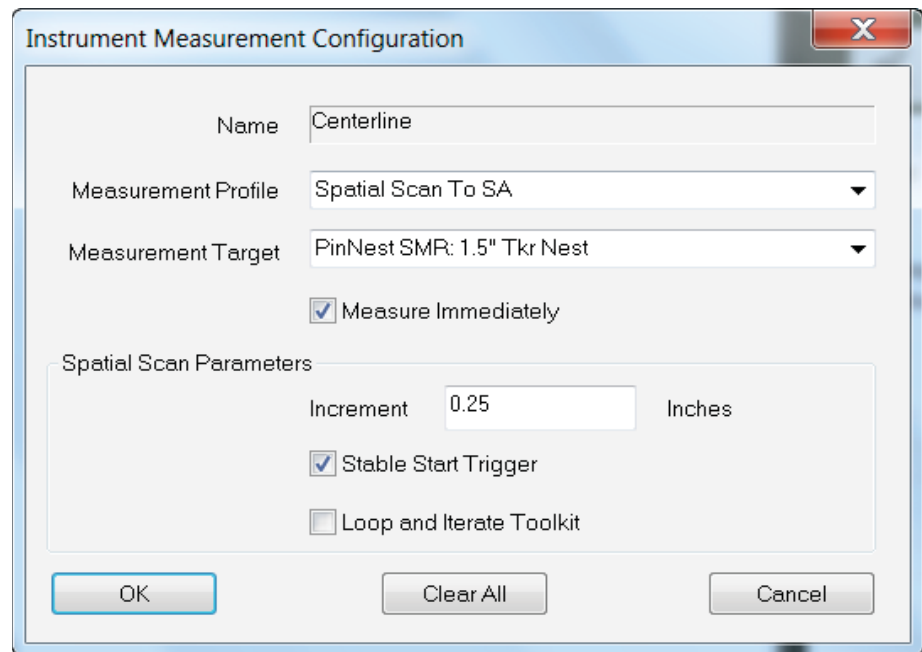 Instrument Measurement Configuration
Name Centerline
Measurement Profile Spatial Scan To SA
Measurement Target PinNest SMR: 1.5" Tkr Nest
Measure Immediately
Spatial Scan Parameters
Increment 0.25 Inches
Stable Start Trigger
Loop and Iterate Toolkit
OK Clear All Cancel